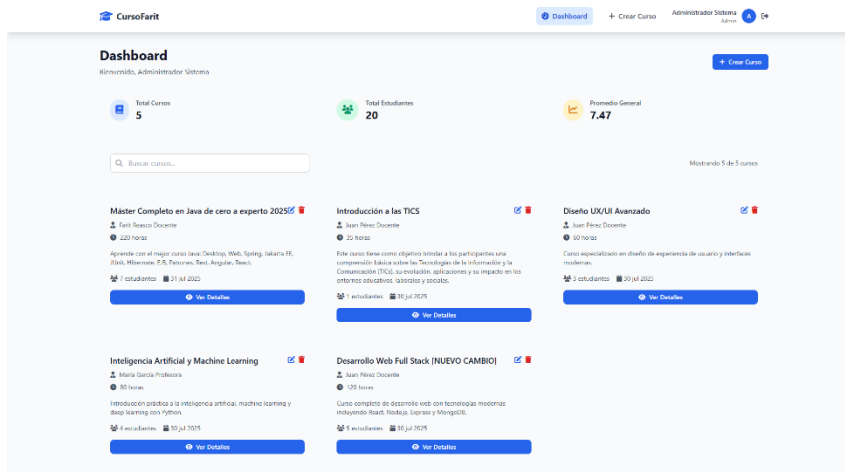 CursoFarit
Dashboard
+ Crear Curso
Administrador Sistema
Admin
A
Dashboard
Bienvenido, Administrador Sistema
+ Crear Curso
Total Cursos
5
Total Estudiantes
20
Promedio General
7.47
Buscar cursos...
Mostrando 5 de 5 cursos
Máster Completo en Java de cero a experto 2025
Farit Reasco Docente
220 horas
Aprende con el mejor curso Java: Desktop, Web, Spring, Jakarta EE,
JUnit, Hibernate, EJB, Patrones, Rest, Angular, React.
7 estudiantes 31 jul 2025
Ver Detalles
Introducción a las TICS
Juan Pérez Docente
35 horas
Este curso tiene como objetivo brindar a los participantes una
comprensión básica sobre las Tecnologías de la Información y la
Comunicación (TICs), su evolución, aplicaciones y su impacto en los
entornos educativos, laborales y sociales.
1 estudiantes 30 jul 2025
Ver Detalles
Diseño UX/UI Avanzado
Juan Pérez Docente
60 horas
Curso especializado en diseño de experiencia de usuario y interfaces
modernas.
3 estudiantes 30 jul 2025
Ver Detalles
Inteligencia Artificial y Machine Learning
María García Profesora
horas
Introducción práctica a la inteligencia artificial, machine learning y
deep learning con Python.
4 estudiantes 30 jul 2025
Ver Detalles
Desarrollo Web Full Stack [NUEVO CAMBIO]
Juan Pérez Docente
120 horas
Curso completo de desarrollo web con tecnologías modernas
incluyendo React, Node.js, Express y MongoDB.
5 estudiantes 30 jul 2025
Ver Detalles